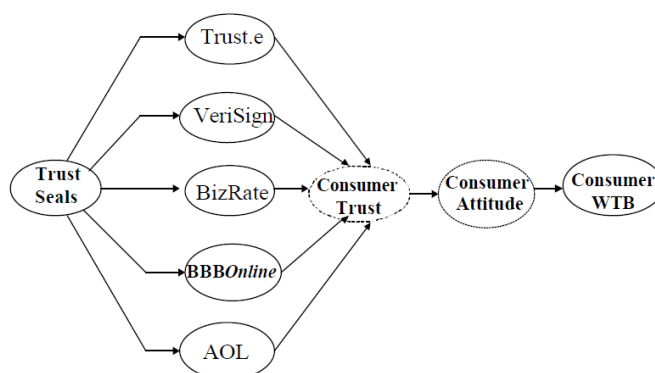 Trust.e
VeriSign
Trust
Seals
BizRate
Consumer
Trust
Consumer
Attitude
Consumer
WTB
BBBOnline
AOL